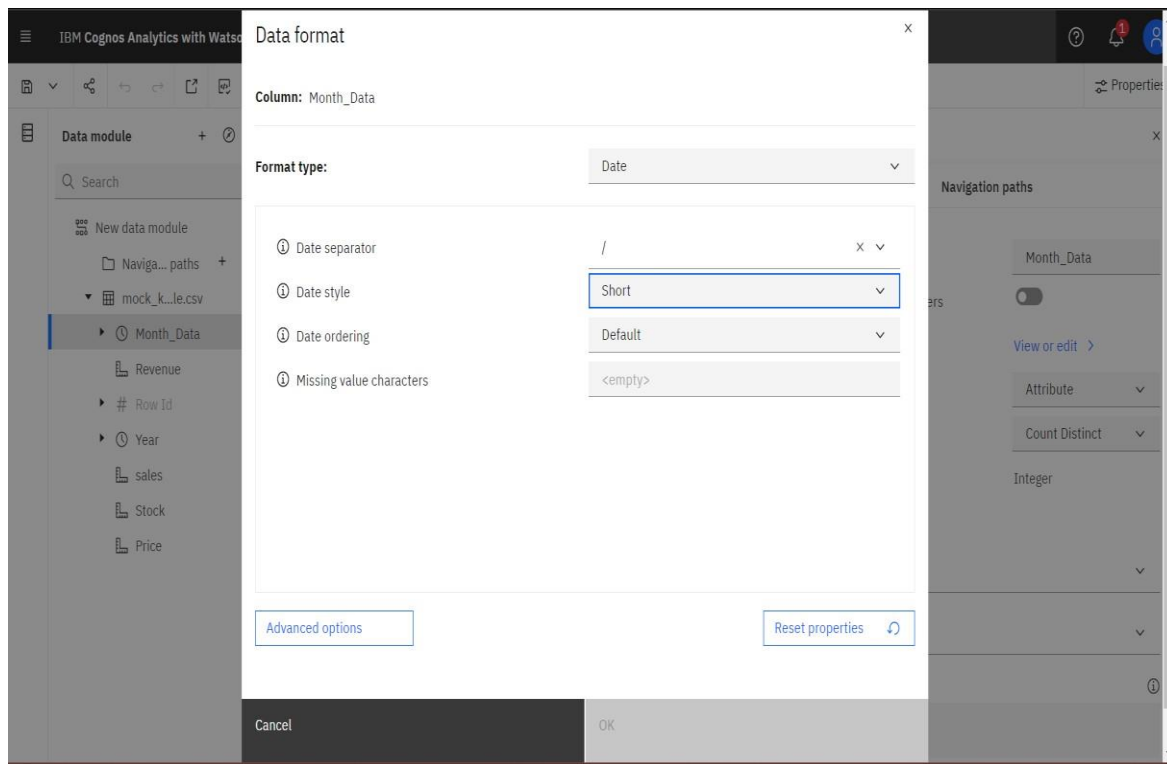 IBM Cognos Analytics with Watso
Data format
x
1
Column: Month_Data
Properties
Data module
Format type:
Date
Search
Navigation paths
New data module
Date separator
/
Naviga... paths
Month_Data
mock_k...le.csv
Date style
Short
ers
Month_Data
Date ordering
Default
View or edit >
Revenue
Missing value characters
<empty>
Attribute
# Row Id
Year
Count Distinct
sales
Integer
Stock
Price
Advanced options
Reset properties
Cancel
OK